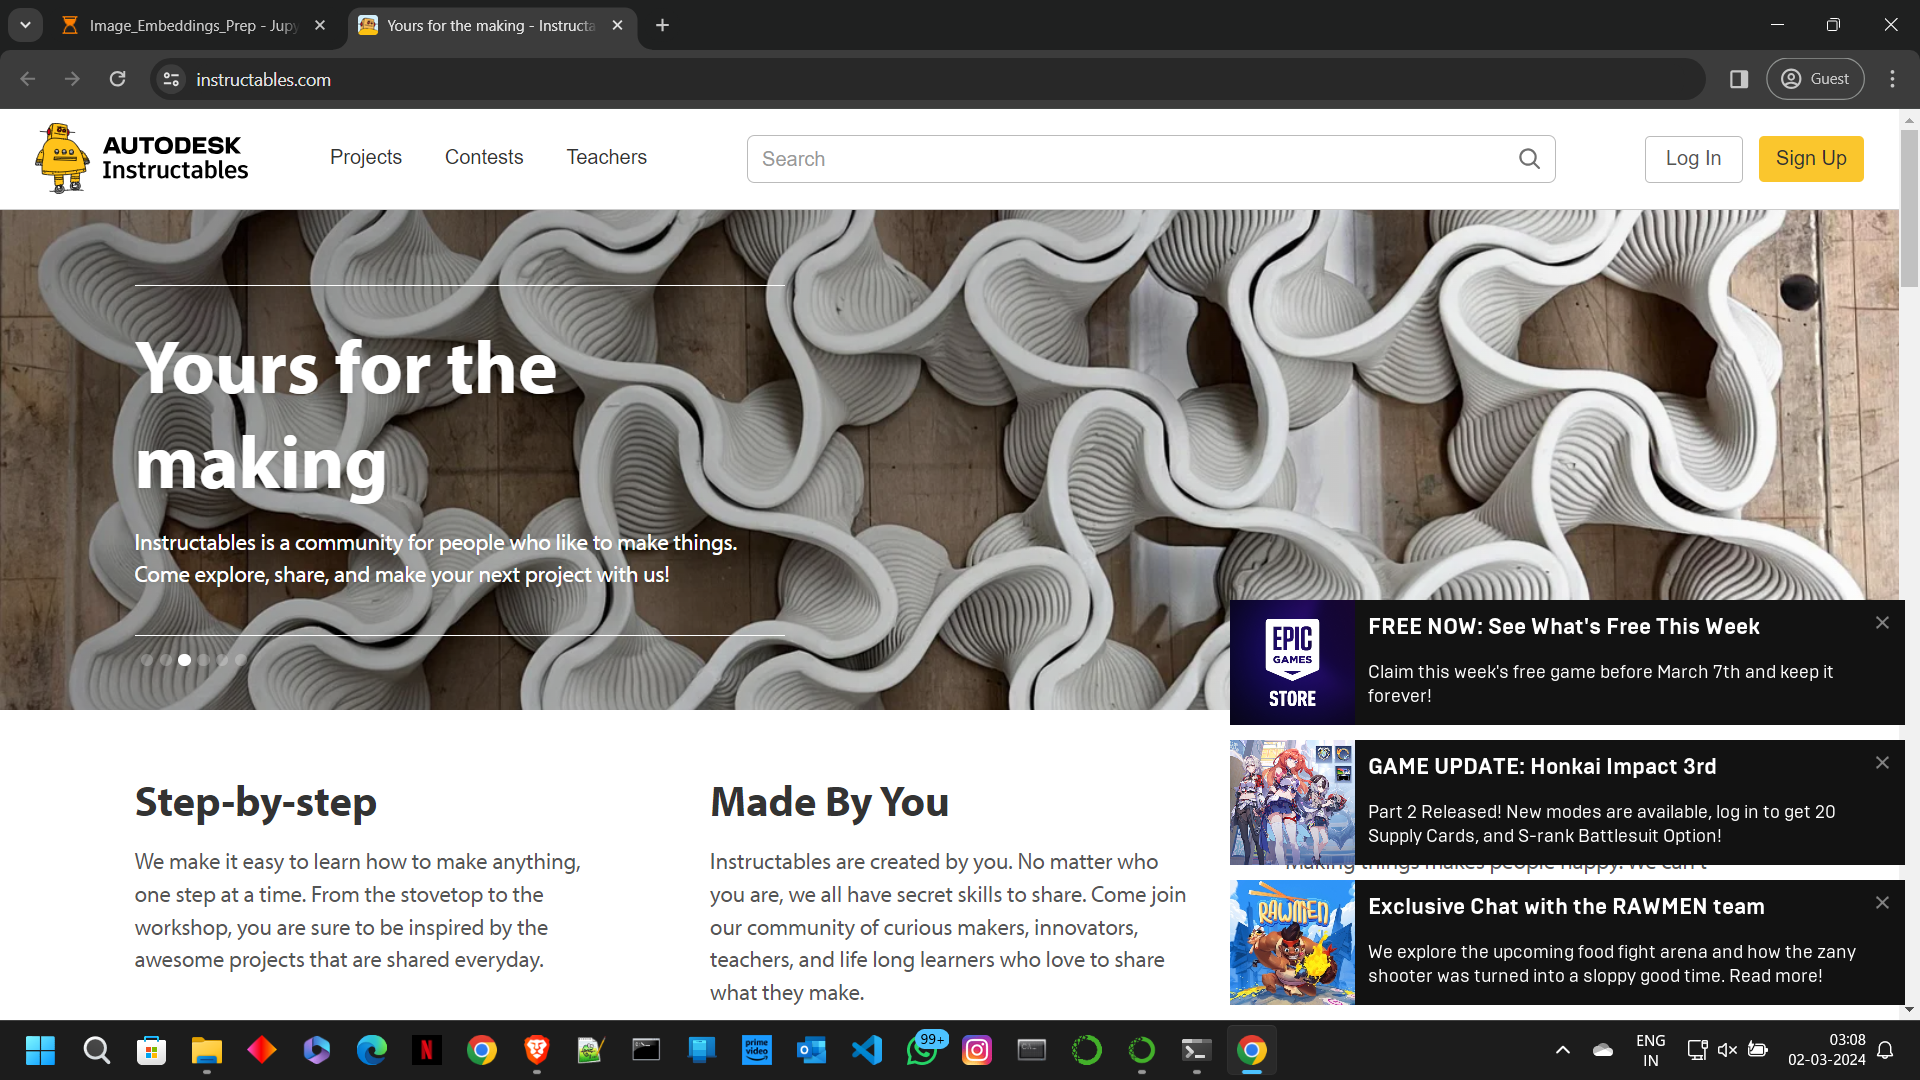 Image_Embeddings_Prep - Jupy
Yours for the making - Instructa
instructables.com
Guest
AUTODESK
Instructables
Projects
Contests
Teachers
Search
Log In
Sign Up
Yours for the
making
Instructables is a community for people who like to make things.
Come explore, share, and make your next project with us!
EPIC
GAMES
STORE
FREE NOW: See What's Free This Week
Claim this week's free game before March 7th and keep it
forever!
GAME UPDATE: Honkai Impact 3rd
Part 2 Released! New modes are available, log in to get 20
Supply Cards, and S-rank Battlesuit Option!
Step-by-step
We make it easy to learn how to make anything,
one step at a time. From the stovetop to the
workshop, you are sure to be inspired by the
awesome projects that are shared everyday.
Made By You
Instructables are created by you. No matter who
you are, we all have secret skills to share. Come join
our community of curious makers, innovators,
teachers, and life long learners who love to share
what they make.
Making things makes people happy. We can't
RAWMEN
Exclusive Chat with the RAWMEN team
We explore the upcoming food fight arena and how the zany
shooter was turned into a sloppy good time. Read more!
N
prime
video
99+
ENG
IN
03:08
02-03-2024